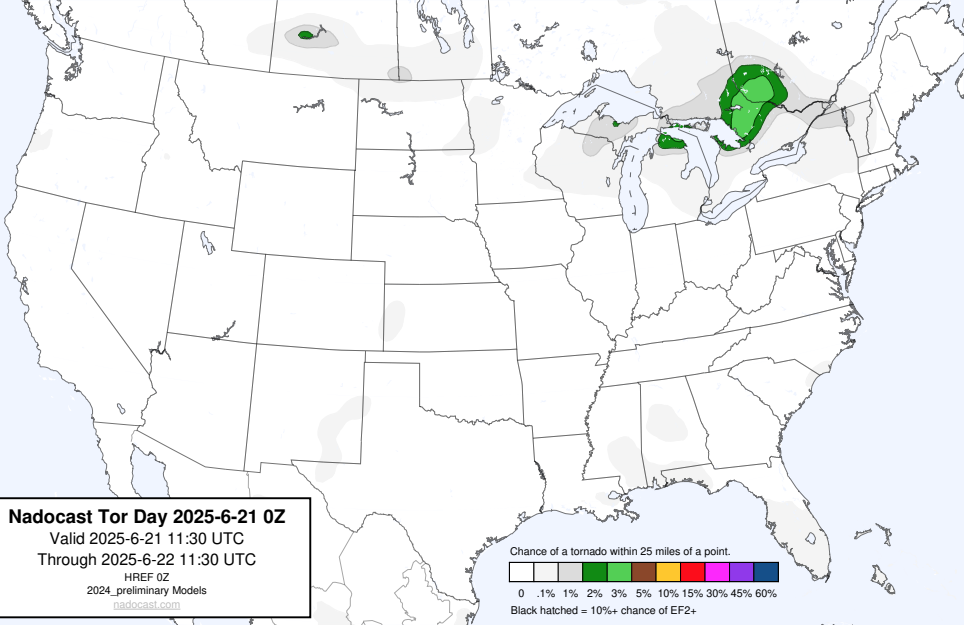 Nadocast Tor Day 2025-6-21 0Z
Valid 2025-6-21 11:30 UTC
Through 2025-6-22 11:30 UTC
HREF 0Z
2024_preliminary Models
nadocast.com
Chance of a tornado within 25 miles of a point.
0 .1% 1% 2% 3% 5% 10% 15% 30% 45% 60%
Black hatched = 10%+ chance of EF2+